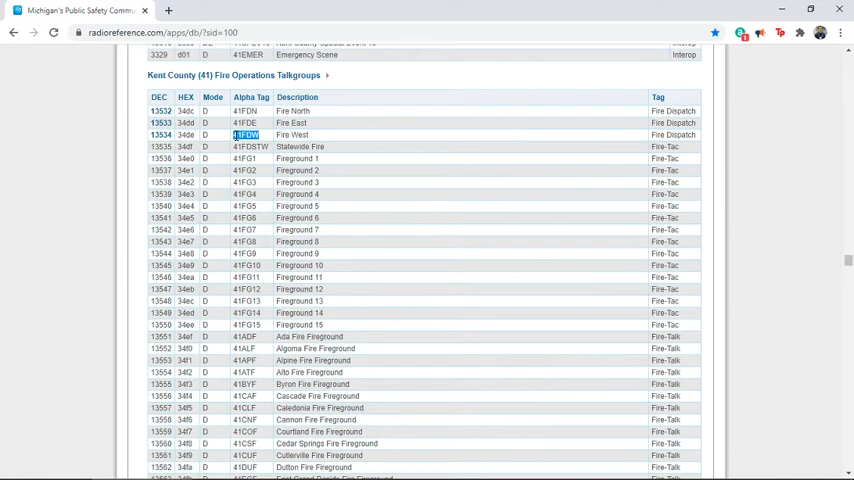 Michigan's Public Safety Commu
radioreference.com/apps/db/?sid=100
3329 d01 41EMER Emergency Scene Interop
Kent County (41) Fire Operations Talkgroups
DEC HEX Mode Alpha Tag Description Tag
13532 34dc D 41FDN Fire North Fire Dispatch
13533 34dd D 41FDE Fire East Fire Dispatch
13534 34de D 41FDW Fire West Fire Dispatch
13535 34df D 41FDSTW Statewide Fire Fire-Tac
13536 34e0 D 41FG1 Fireground 1 Fire-Tac
13537 34e1 D 41FG2 Fireground 2 Fire-Tac
13538 34e2 D 41FG3 Fireground 3 Fire-Tac
13539 34e3 D 41FG4 Fireground 4 Fire-Tac
13540 34e4 D 41FG5 Fireground 5 Fire-Tac
13541 34e5 D 41FG6 Fireground 6 Fire-Tac
13542 34e6 D 41FG7 Fireground 7 Fire-Tac
13543 34e7 D 41FG8 Fireground 8 Fire-Tac
13544 34e8 D 41FG9 Fireground 9 Fire-Tac
13545 34e9 D 41FG10 Fireground 10 Fire-Tac
13546 34ea D 41FG11 Fireground 11 Fire-Tac
13547 34eb D 41FG12 Fireground 12 Fire-Tac
13548 34ec D 41FG13 Fireground 13 Fire-Tac
13549 34ed D 41FG14 Fireground 14 Fire-Tac
13550 34ee D 41FG15 Fireground 15 Fire-Tac
13551 34ef D 41ADF Ada Fire Fireground Fire-Talk
13552 34f0 D 41ALF Algoma Fire Fireground Fire-Talk
13553 34f1 D 41APF Alpine Fire Fireground Fire-Talk
13554 34f2 D 41ATF Alto Fire Fireground Fire-Talk
13555 34f3 D 41BYF Byron Fire Fireground Fire-Talk
13556 34f4 D 41CAF Cascade Fire Fireground Fire-Talk
13557 34f5 D 41CLF Caledonia Fire Fireground Fire-Talk
13558 34f6 D 41CNF Cannon Fire Fireground Fire-Talk
13559 34f7 D 41COF Courtland Fire Fireground Fire-Talk
13560 34f8 D 41CSF Cedar Springs Fire Fireground Fire-Talk
13561 34f9 D 41CUF Cutlerville Fire Fireground Fire-Talk
13562 34fa D 41DUF Dutton Fire Fireground Fire-Talk